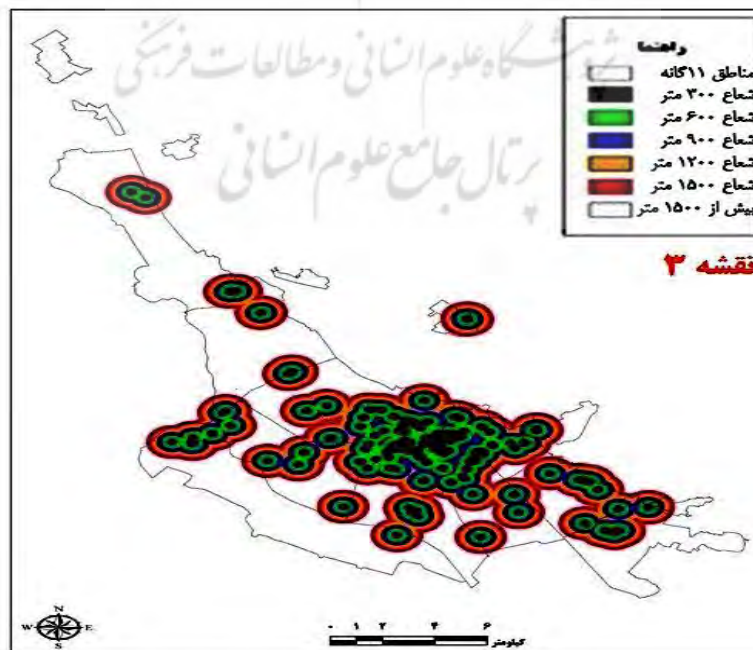 پژوهشگاه علوم انسانی و مطالعات فرهنگی
پرتال جامع علوم انسانی
راهنما
مناطق ۱۱گانه
شعاع ۳۰۰ متر
شعاع ۶۰۰ متر
شعاع ۹۰۰ متر
شعاع ۱۲۰۰ متر
شعاع ۱۵۰۰ متر
بیش از ۱۵۰۰ متر
نقشه ۳
N
W E
S
۰ ۱ ۲ ۴ ۶
کیلومتر